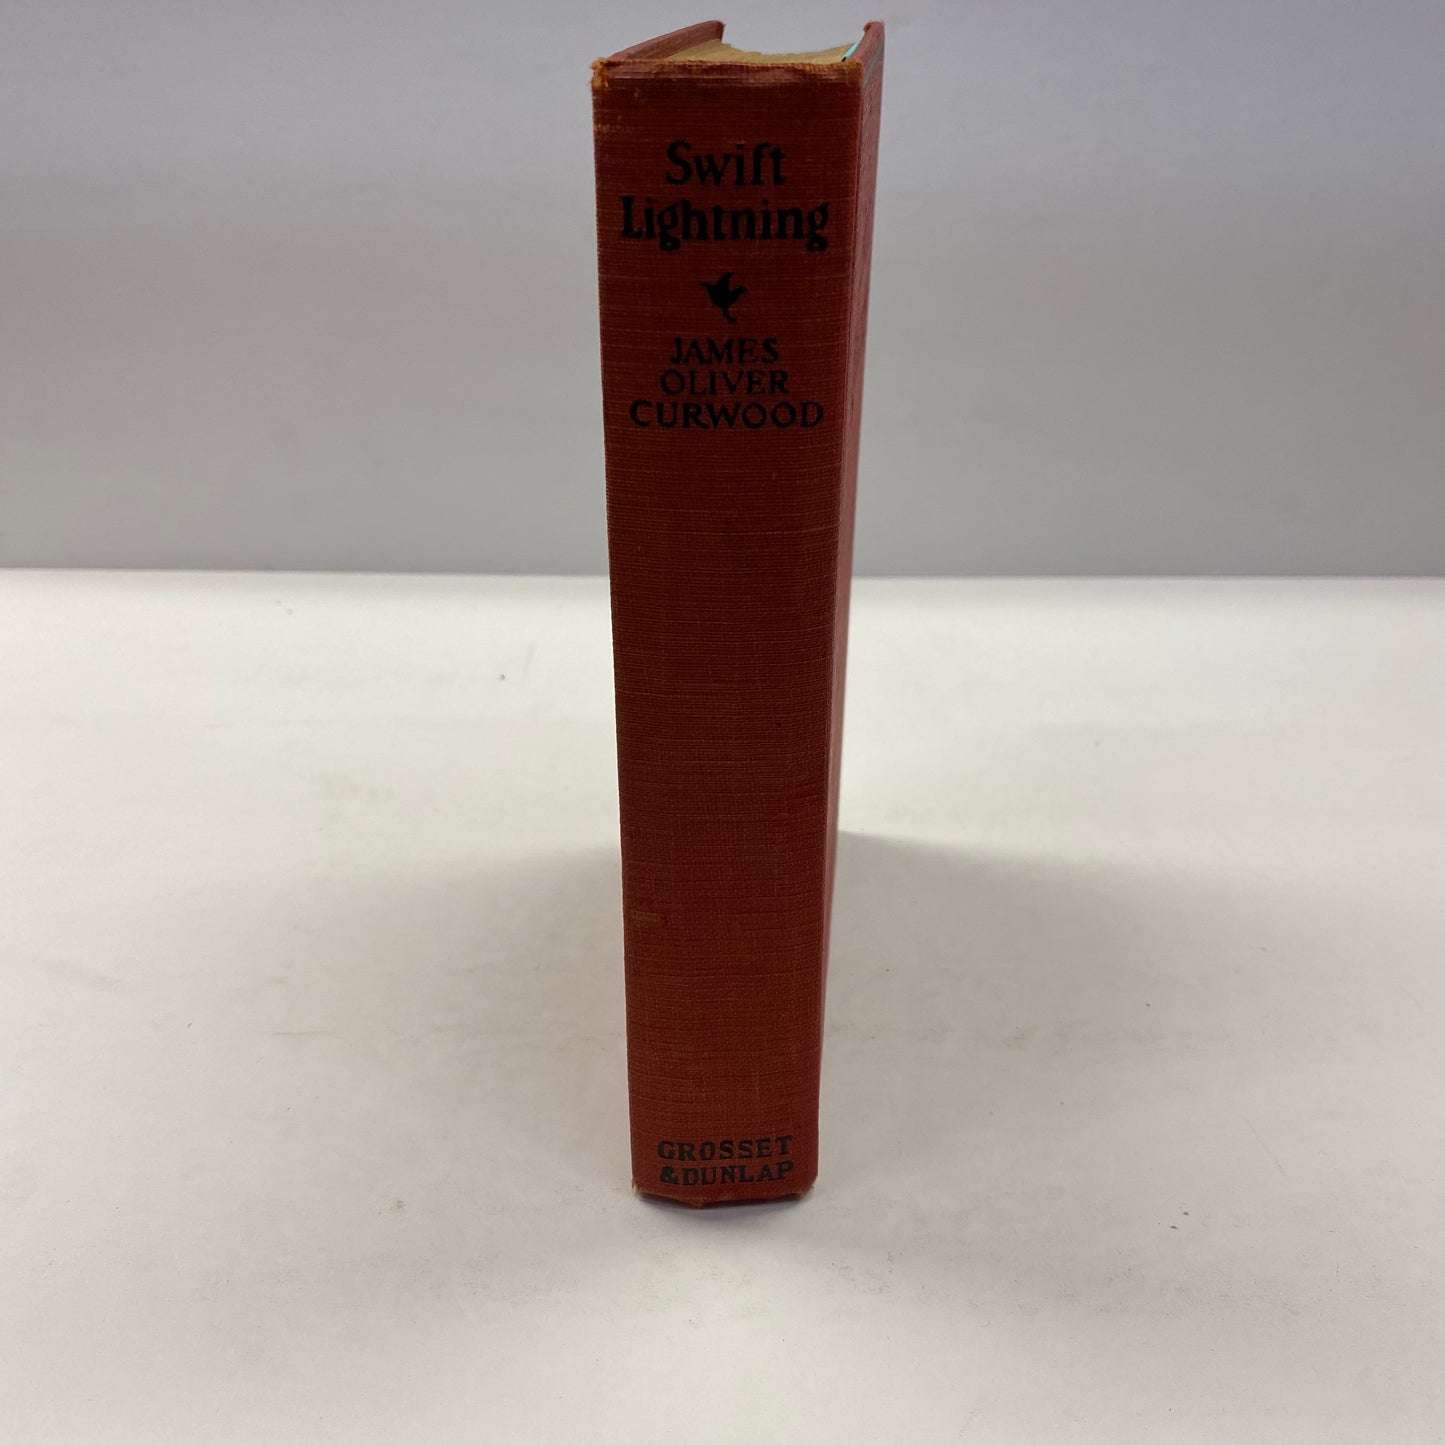 Swift
Lightning
JAMES
OLIVER
CURWOOD
GROSSET
& DUNLAP